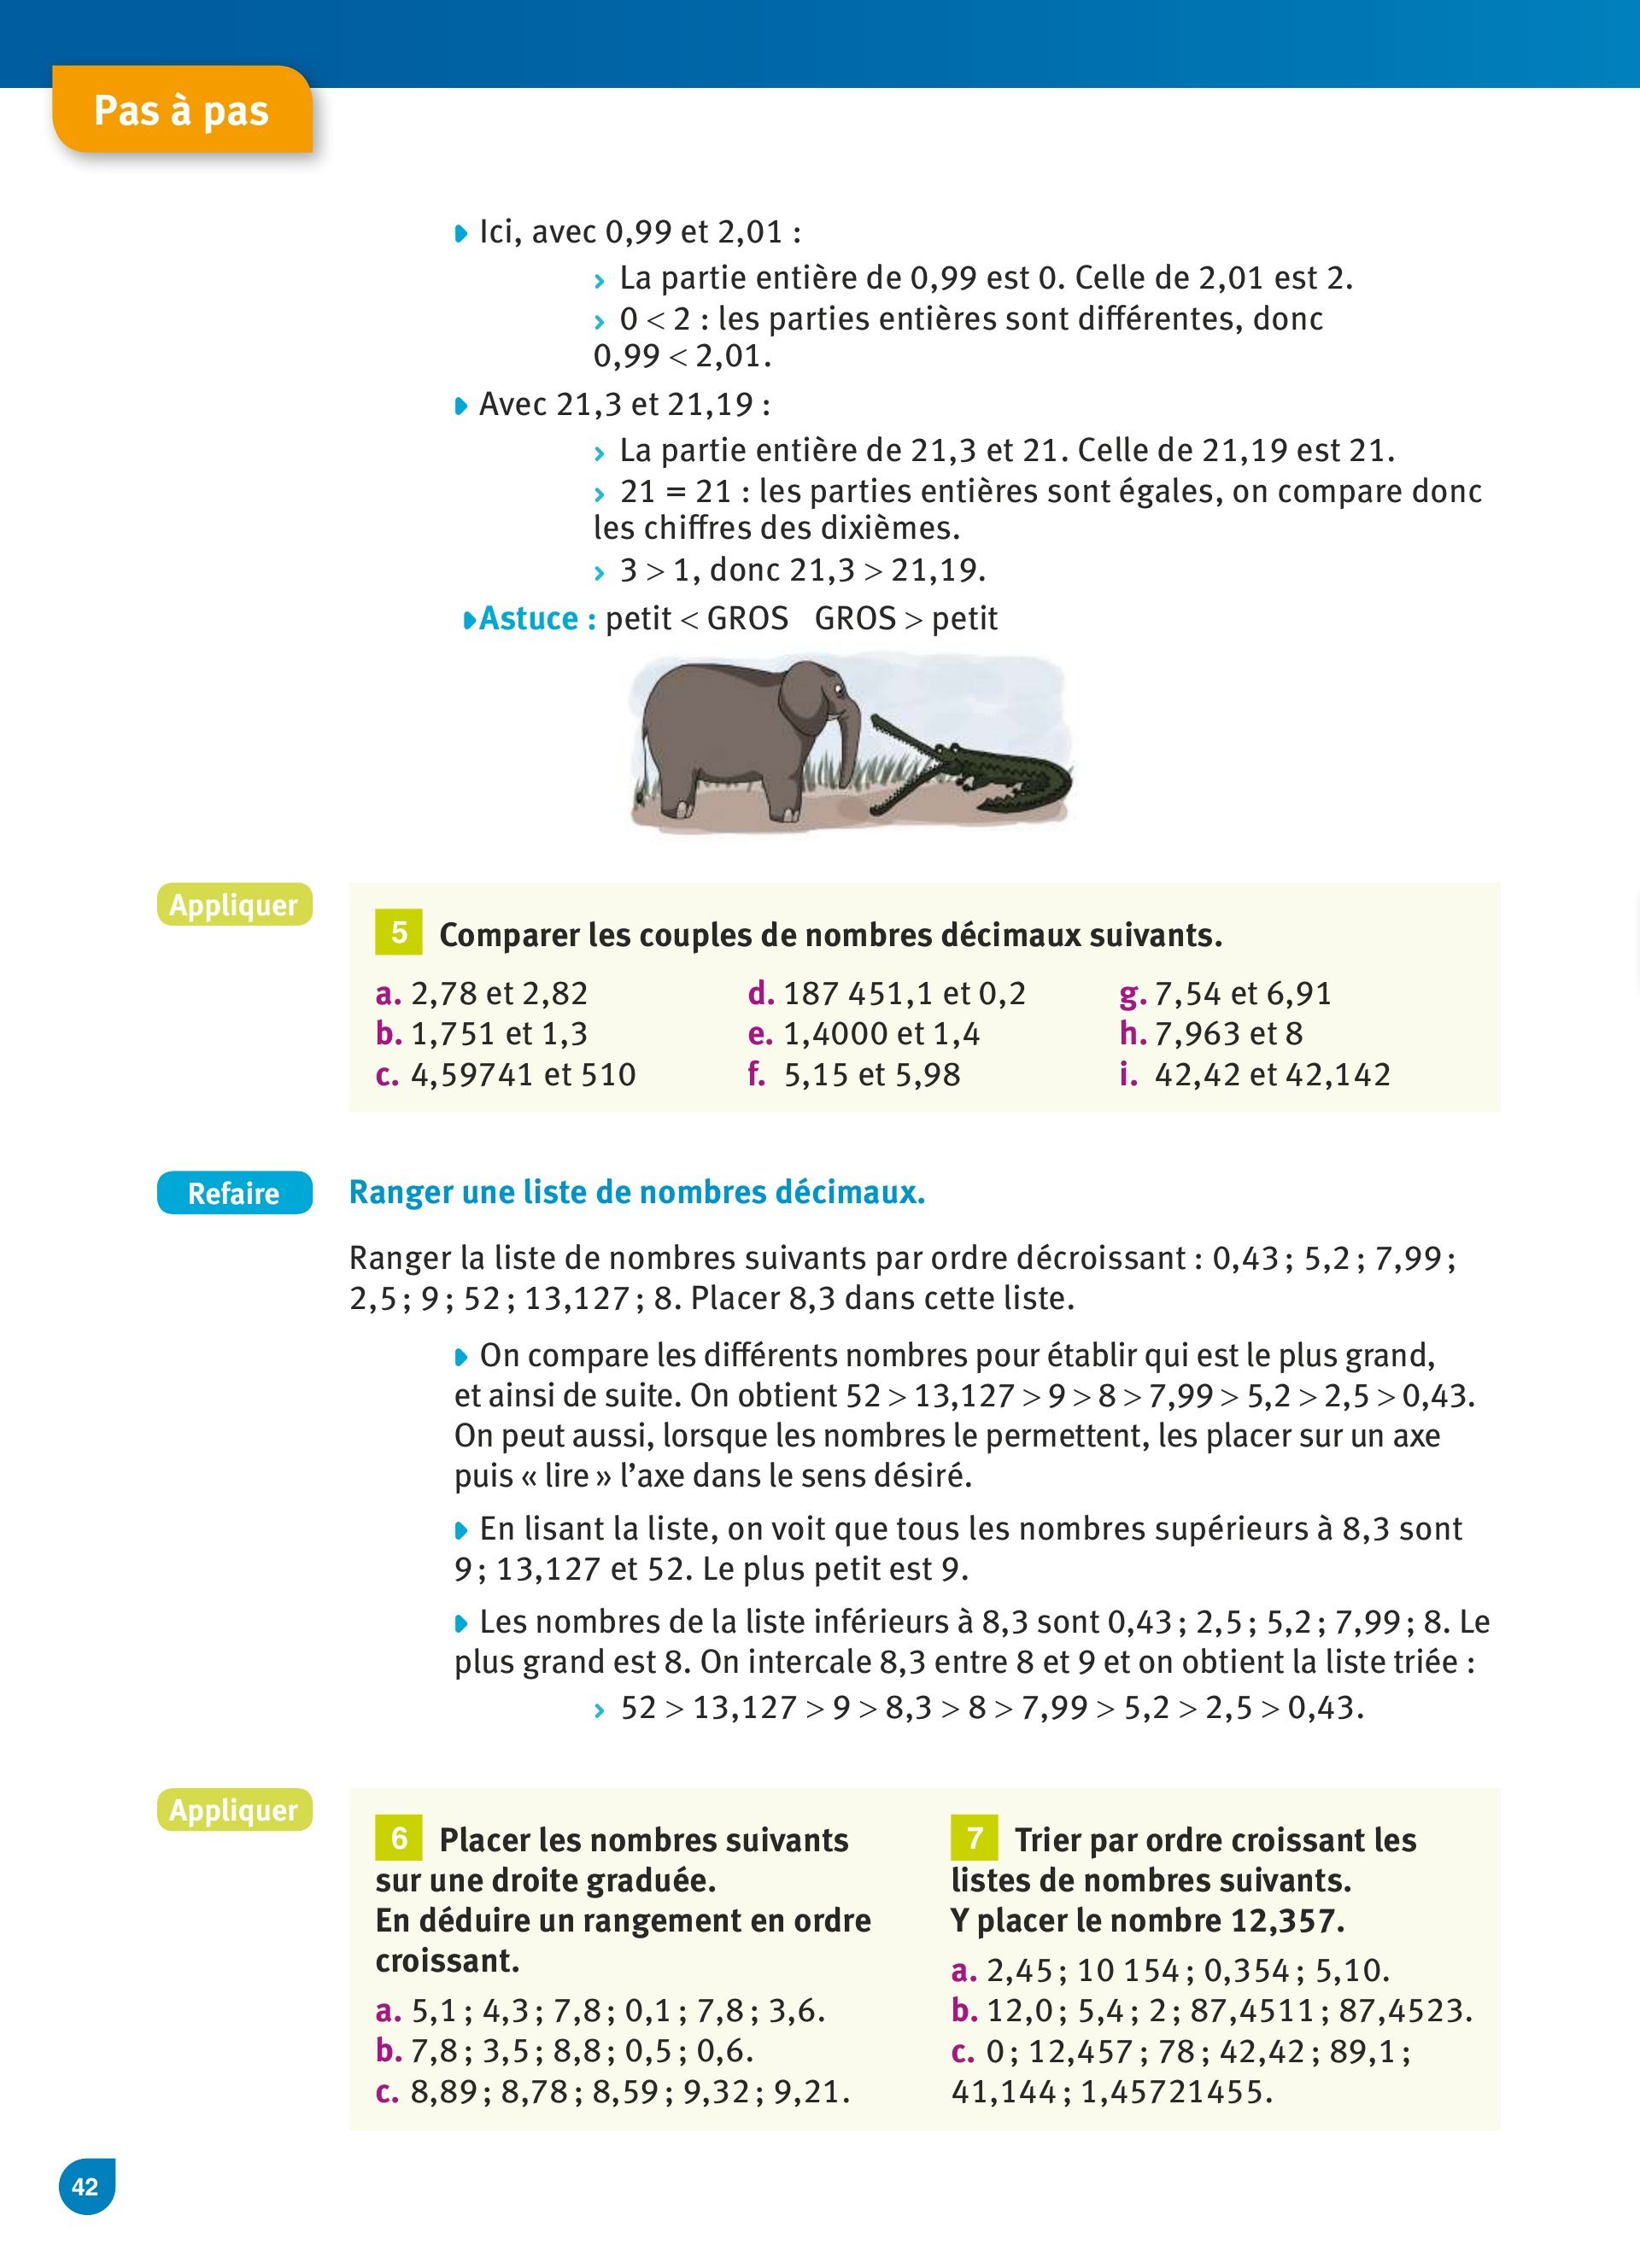 Pas à pas
Ici, avec 0,99 et 2,01 :
› La partie entière de 0,99 est 0. Celle de 2,01 est 2.
› 0 < 2 : les parties entières sont différentes, donc
0,99 < 2,01.
Avec 21,3 et 21,19 :
› La partie entière de 21,3 et 21. Celle de 21,19 est 21.
› 21 = 21 : les parties entières sont égales, on compare donc
les chiffres des dixièmes.
› 3 > 1, donc 21,3 > 21,19.
Astuce : petit < GROS GROS > petit
Appliquer
5 Comparer les couples de nombres décimaux suivants.
a. 2,78 et 2,82
b. 1,751 et 1,3
c. 4,59741 et 510
d. 187 451,1 et 0,2
e. 1,4000 et 1,4
f. 5,15 et 5,98
g. 7,54 et 6,91
h. 7,963 et 8
i. 42,42 et 42,142
Refaire
Ranger une liste de nombres décimaux.
Ranger la liste de nombres suivants par ordre décroissant : 0,43 ; 5,2 ; 7,99 ;
2,5 ; 9 ; 52 ; 13,127 ; 8. Placer 8,3 dans cette liste.
On compare les différents nombres pour établir qui est le plus grand,
et ainsi de suite. On obtient 52 > 13,127 > 9 > 8 > 7,99 > 5,2 > 2,5 > 0,43.
On peut aussi, lorsque les nombres le permettent, les placer sur un axe
puis « lire » l’axe dans le sens désiré.
En lisant la liste, on voit que tous les nombres supérieurs à 8,3 sont
9 ; 13,127 et 52. Le plus petit est 9.
Les nombres de la liste inférieurs à 8,3 sont 0,43 ; 2,5 ; 5,2 ; 7,99 ; 8. Le
plus grand est 8. On intercale 8,3 entre 8 et 9 et on obtient la liste triée :
› 52 > 13,127 > 9 > 8,3 > 8 > 7,99 > 5,2 > 2,5 > 0,43.
Appliquer
6 Placer les nombres suivants
sur une droite graduée.
En déduire un rangement en ordre
croissant.
a. 5,1 ; 4,3 ; 7,8 ; 0,1 ; 7,8 ; 3,6.
b. 7,8 ; 3,5 ; 8,8 ; 0,5 ; 0,6.
c. 8,89 ; 8,78 ; 8,59 ; 9,32 ; 9,21.
7 Trier par ordre croissant les
listes de nombres suivants.
Y placer le nombre 12,357.
a. 2,45 ; 10 154 ; 0,354 ; 5,10.
b. 12,0 ; 5,4 ; 2 ; 87,4511 ; 87,4523.
c. 0 ; 12,457 ; 78 ; 42,42 ; 89,1 ;
41,144 ; 1,45721455.
42